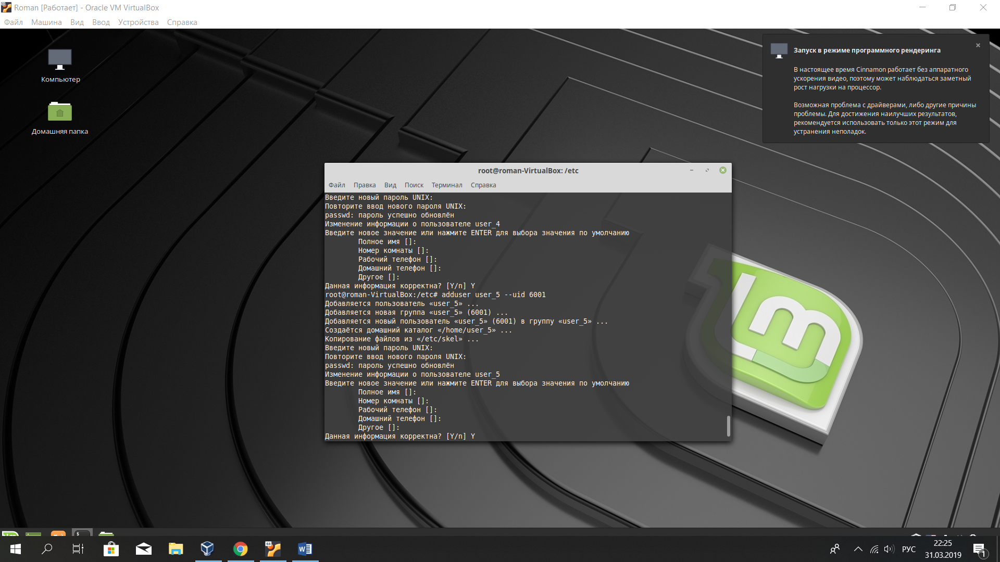 Roman [Работает] - Oracle VM VirtualBox
Файл Машина Вид Ввод Устройства Справка
Компьютер
Домашняя папка
Запуск в режиме программного рендеринга
В настоящее время Cinnamon работает без аппаратного
ускорения видео, поэтому может наблюдаться заметный
рост нагрузки на процессор.
Возможная проблема с драйверами, либо другие причины
проблемы. Для достижения наилучших результатов,
рекомендуется использовать только этот режим для
устранения неполадок.
root@roman-VirtualBox: /etc
Файл Правка Вид Поиск Терминал Справка
Введите новый пароль UNIX:
Повторите ввод нового пароля UNIX:
passwd: пароль успешно обновлён
Изменение информации о пользователе user_4
Введите новое значение или нажмите ENTER для выбора значения по умолчанию
Полное имя []:
Номер комнаты []:
Рабочий телефон []:
Домашний телефон []:
Другое []:
Данная информация корректна? [Y/n] Y
root@roman-VirtualBox:/etc# adduser user_5 --uid 6001
Добавляется пользователь «user_5» ...
Добавляется новая группа «user_5» (6001) ...
Добавляется новый пользователь «user_5» (6001) в группу «user_5» ...
Создаётся домашний каталог «/home/user_5» ...
Копирование файлов из «/etc/skel» ...
Введите новый пароль UNIX:
Повторите ввод нового пароля UNIX:
passwd: пароль успешно обновлён
Изменение информации о пользователе user_5
Введите новое значение или нажмите ENTER для выбора значения по умолчанию
Полное имя []:
Номер комнаты []:
Рабочий телефон []:
Домашний телефон []:
Другое []:
Данная информация корректна? [Y/n] Y
64
W
РУС
22:25
31.03.2019
1